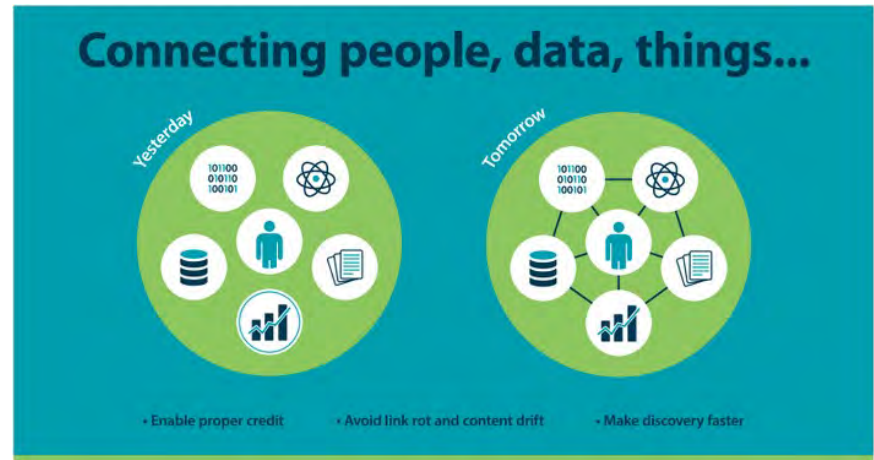 Connecting people, data, things...
Yesterday
101100
010110
100101
Tomorrow
101100
010110
100101
• Enable proper credit
• Avoid link rot and content drift
• Make discovery faster